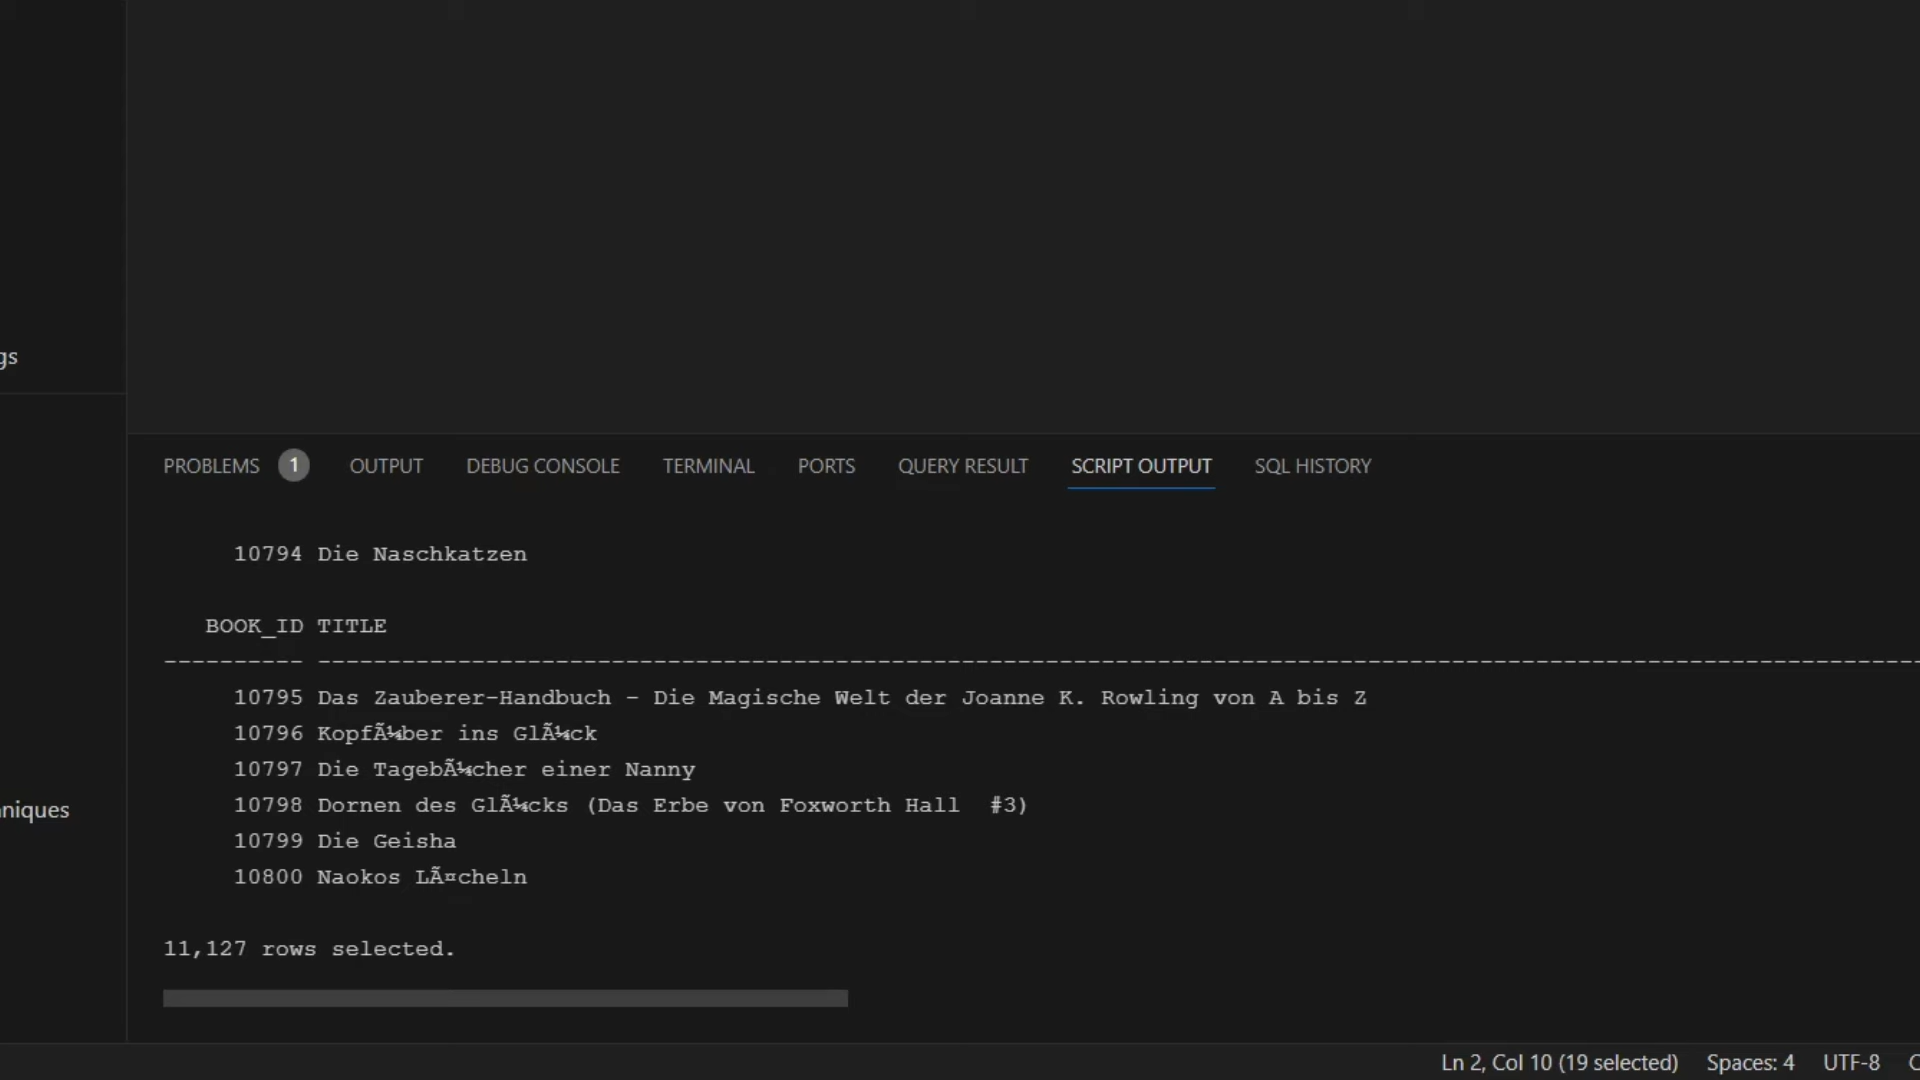 gs
PROBLEMS 1 OUTPUT DEBUG CONSOLE TERMINAL PORTS QUERY RESULT SCRIPT OUTPUT SQL HISTORY
10794 Die Naschkatzen
BOOK_ID TITLE
10795 Das Zauberer-Handbuch - Die Magische Welt der Joanne K. Rowling von A bis Z
10796 KopfÃ¼ber ins GlÃ¼ck
10797 Die TagebÃ¼cher einer Nanny
10798 Dornen des GlÃ¼cks (Das Erbe von Foxworth Hall  #3)
10799 Die Geisha
niques
10800 Naokos LÃ¤cheln
11,127 rows selected.
Ln 2, Col 10 (19 selected) Spaces: 4 UTF-8